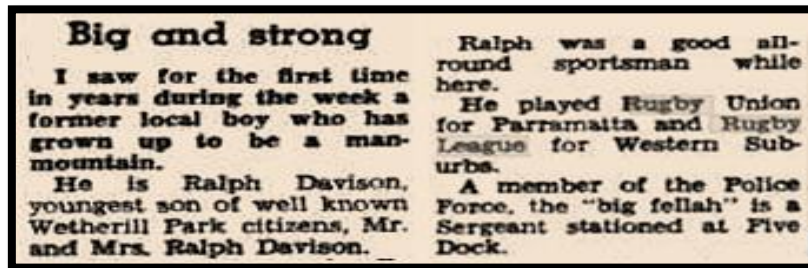 Big and strong
I saw for the first time
in years during the week a
former local boy who has
grown up to be a man-
mountain.
He is Ralph Davison,
youngest son of well known
Wetherill Park citizens, Mr.
and Mrs. Ralph Davison.
Ralph was a good all-
round sportsman while
here.
He played Rugby Union
for Parramatta and Rugby
League for Western Sub-
urbs.
A member of the Police
Force, the "big fellah" is a
Sergeant stationed at Five
Dock.